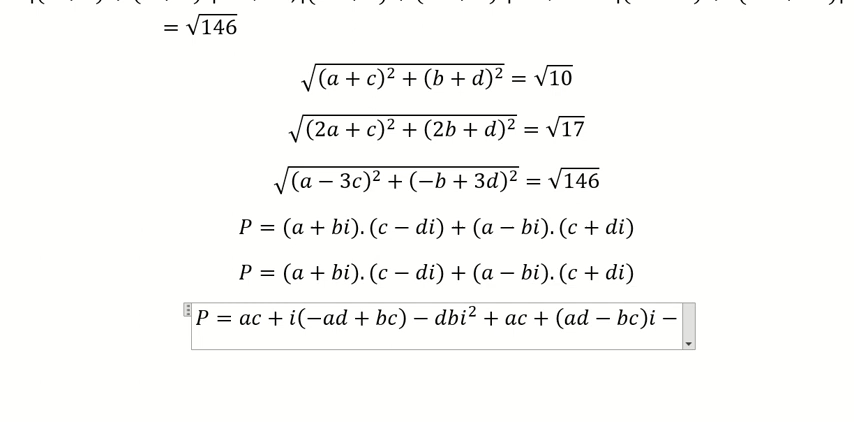 = √146
√(a + c)² + (b + d)² = √10
√(2a + c)² + (2b + d)² = √17
√(a − 3c)² + (−b + 3d)² = √146
P = (a + bi). (c − di) + (a − bi). (c + di)
P = (a + bi). (c − di) + (a − bi). (c + di)
P = ac + i(−ad + bc) − dbi² + ac + (ad − bc)i −